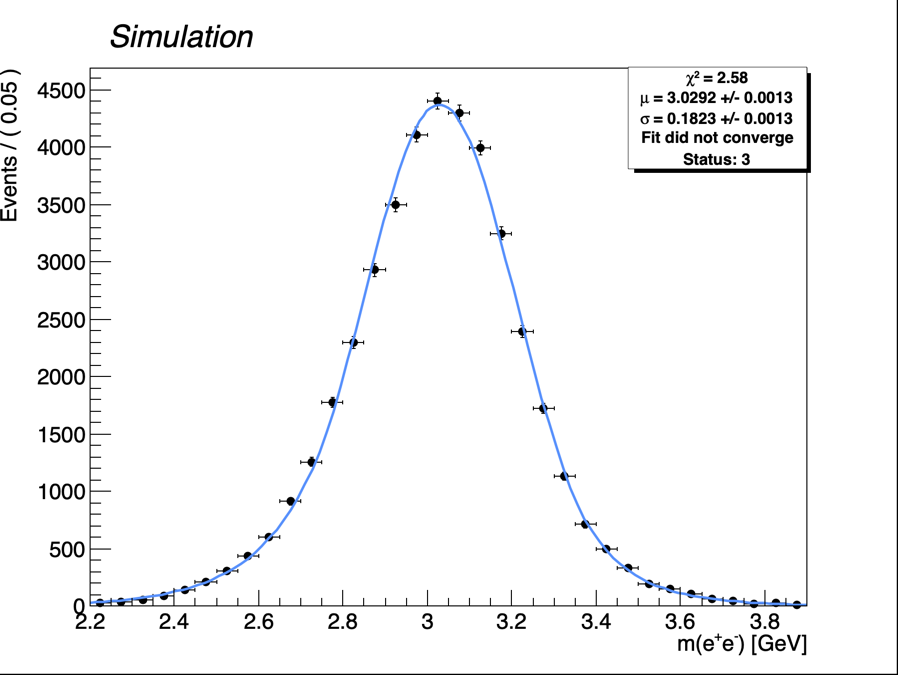 Simulation
Events / ( 0.05 )
χ² = 2.58
μ = 3.0292 +/- 0.0013
σ = 0.1823 +/- 0.0013
Fit did not converge
Status: 3
4500
4000
3500
3000
2500
2000
1500
1000
500
0
2.2 2.4 2.6 2.8 3 3.2 3.4 3.6 3.8
m(e⁺e⁻) [GeV]